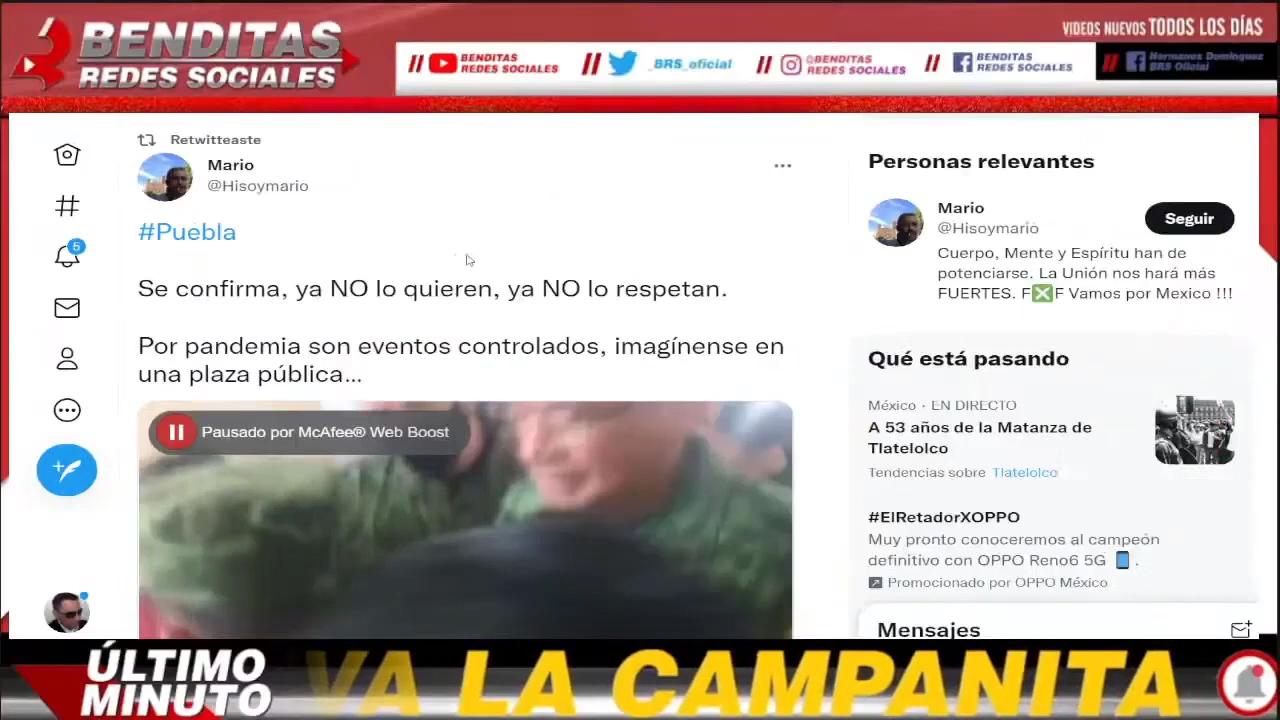 BENDITAS
REDES SOCIALES
VIDEOS NUEVOS TODOS LOS DÍAS
// BENDITAS REDES SOCIALES
// _BRS_oficial
// @BENDITAS REDES SOCIALES
// BENDITAS REDES SOCIALES
// Hermanos Domínguez BRS Oficial
Retwitteaste
Mario
@Hisoymario
#Puebla
Se confirma, ya NO lo quieren, ya NO lo respetan.
Por pandemia son eventos controlados, imagínense en
una plaza pública...
Pausado por McAfee® Web Boost
5
Personas relevantes
Mario
@Hisoymario
Seguir
Cuerpo, Mente y Espíritu han de
potenciarse. La Unión nos hará más
FUERTES. F❎F Vamos por Mexico !!!
Qué está pasando
México · EN DIRECTO
A 53 años de la Matanza de
Tlatelolco
Tendencias sobre Tlatelolco
#ElRetadorXOPPO
Muy pronto conoceremos al campeón
definitivo con OPPO Reno6 5G 📱 .
Promocionado por OPPO México
Mensajes
ÚLTIMO
MINUTO
VA LA CAMPANITA